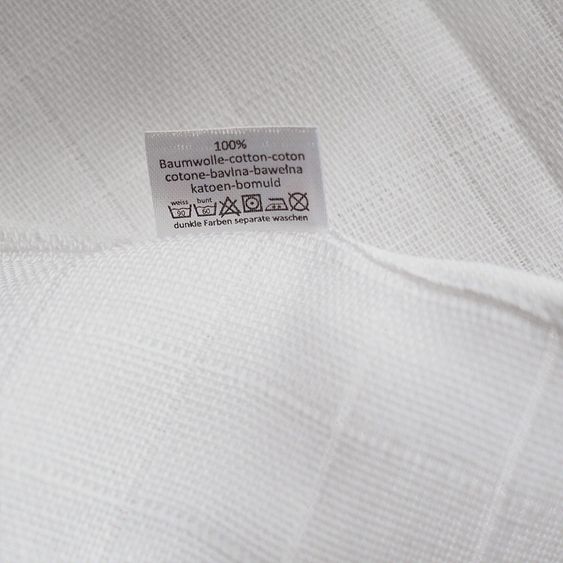 100%
Baumwolle-cotton-coton
cotone-bavlna-bawełna
katoen-bomuld
weiss bunt
90 60
dunkle Farben separate waschen